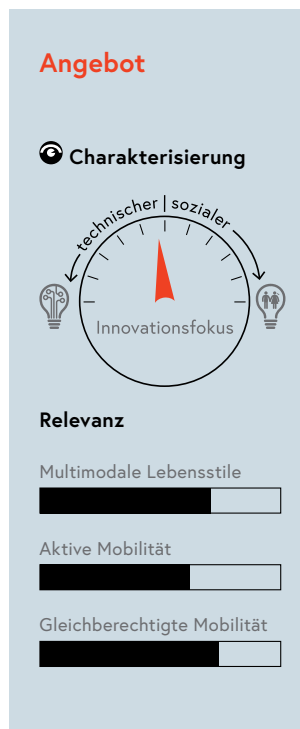 Angebot
Charakterisierung
technischer | sozialer
Innovationsfokus
Relevanz
Multimodale Lebensstile
Aktive Mobilität
Gleichberechtigte Mobilität